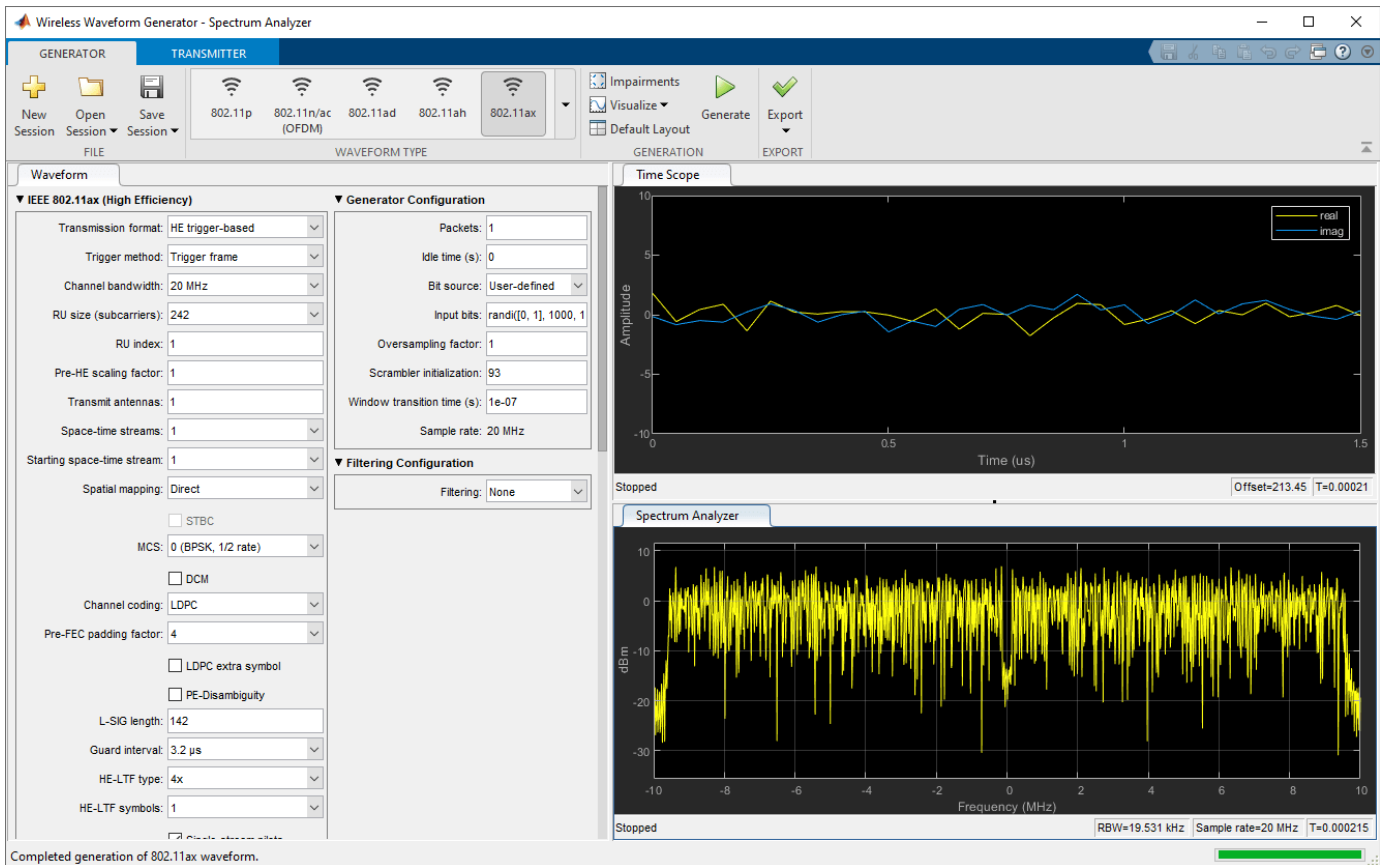 Wireless Waveform Generator - Spectrum Analyzer
GENERATOR
TRANSMITTER
New Session
Open Session
Save Session
FILE
802.11p
802.11n/ac (OFDM)
802.11ad
802.11ah
802.11ax
WAVEFORM TYPE
Impairments
Visualize
Default Layout
Generate
GENERATION
Export
EXPORT
Waveform
IEEE 802.11ax (High Efficiency)
Transmission format: HE trigger-based
Trigger method: Trigger frame
Channel bandwidth: 20 MHz
RU size (subcarriers): 242
RU index: 1
Pre-HE scaling factor: 1
Transmit antennas: 1
Space-time streams: 1
Starting space-time stream: 1
Spatial mapping: Direct
STBC
MCS: 0 (BPSK, 1/2 rate)
DCM
Channel coding: LDPC
Pre-FEC padding factor: 4
LDPC extra symbol
PE-Disambiguity
L-SIG length: 142
Guard interval: 3.2 µs
HE-LTF type: 4x
HE-LTF symbols: 1
Generator Configuration
Packets: 1
Idle time (s): 0
Bit source: User-defined
Input bits: randi([0, 1], 1000, 1
Oversampling factor: 1
Scrambler initialization: 93
Window transition time (s): 1e-07
Sample rate: 20 MHz
Filtering Configuration
Filtering: None
Time Scope
real
imag
10
5
0
-5
-10
Amplitude
0 0.5 1 1.5
Time (us)
Stopped
Offset=213.45 T=0.00021
Spectrum Analyzer
10
0
-10
-20
-30
dBm
-10 -8 -6 -4 -2 0 2 4 6 8 10
Frequency (MHz)
Stopped
RBW=19.531 kHz Sample rate=20 MHz T=0.000215
Completed generation of 802.11ax waveform.